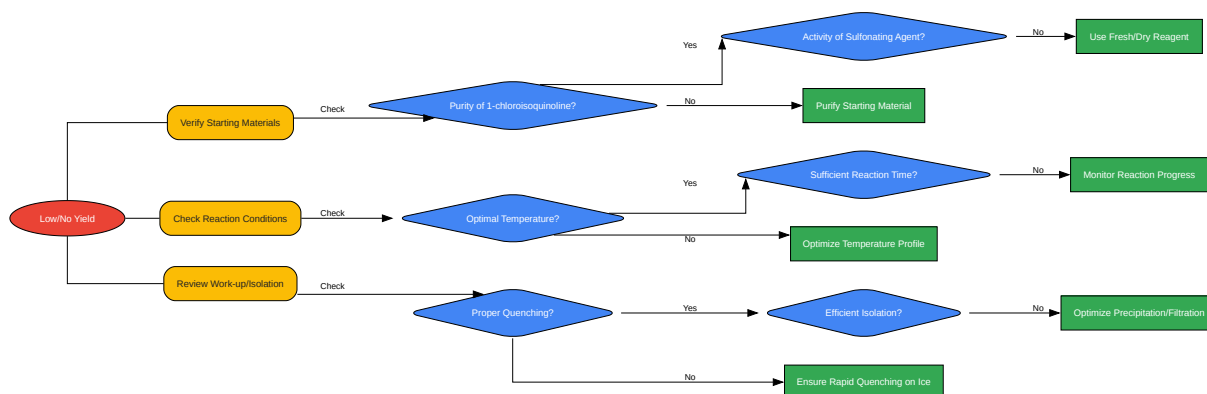 Activity of Sulfonating Agent?
No
Use Fresh/Dry Reagent
Yes
Check
Purity of 1-chloroisoquinoline?
No
Purify Starting Material
Verify Starting Materials
Sufficient Reaction Time?
No
Monitor Reaction Progress
Yes
Low/No Yield
Check Reaction Conditions
Check
Optimal Temperature?
No
Optimize Temperature Profile
Review Work-up/Isolation
Check
Proper Quenching?
Yes
Efficient Isolation?
No
Optimize Precipitation/Filtration
No
Ensure Rapid Quenching on Ice